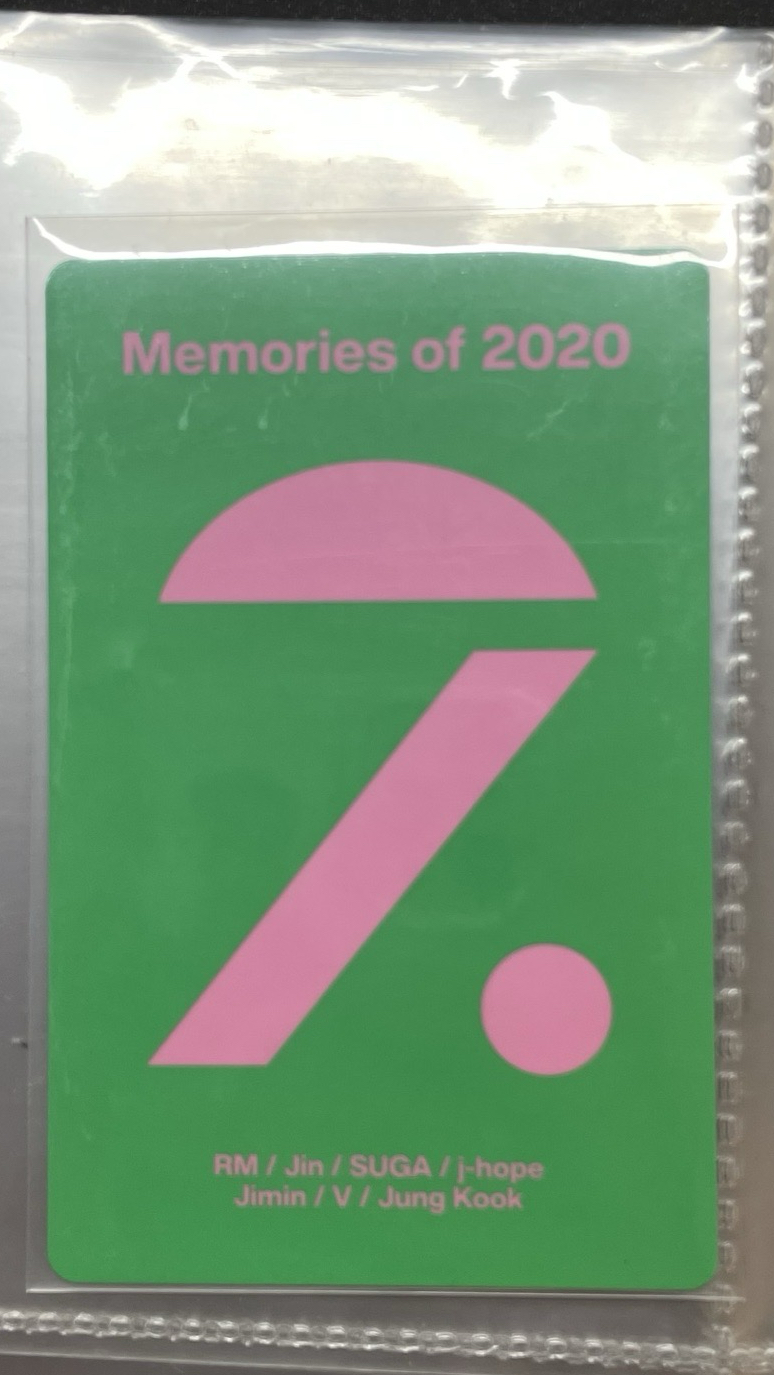 Memories of 2020
RM / Jin / SUGA / j-hope
Jimin / V / Jung Kook